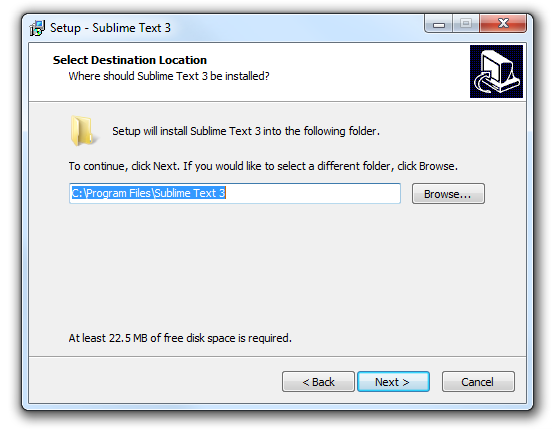 Setup - Sublime Text 3
Select Destination Location
Where should Sublime Text 3 be installed?
Setup will install Sublime Text 3 into the following folder.
To continue, click Next. If you would like to select a different folder, click Browse.
C:\Program Files\Sublime Text 3
Browse...
At least 22.5 MB of free disk space is required.
< Back
Next >
Cancel